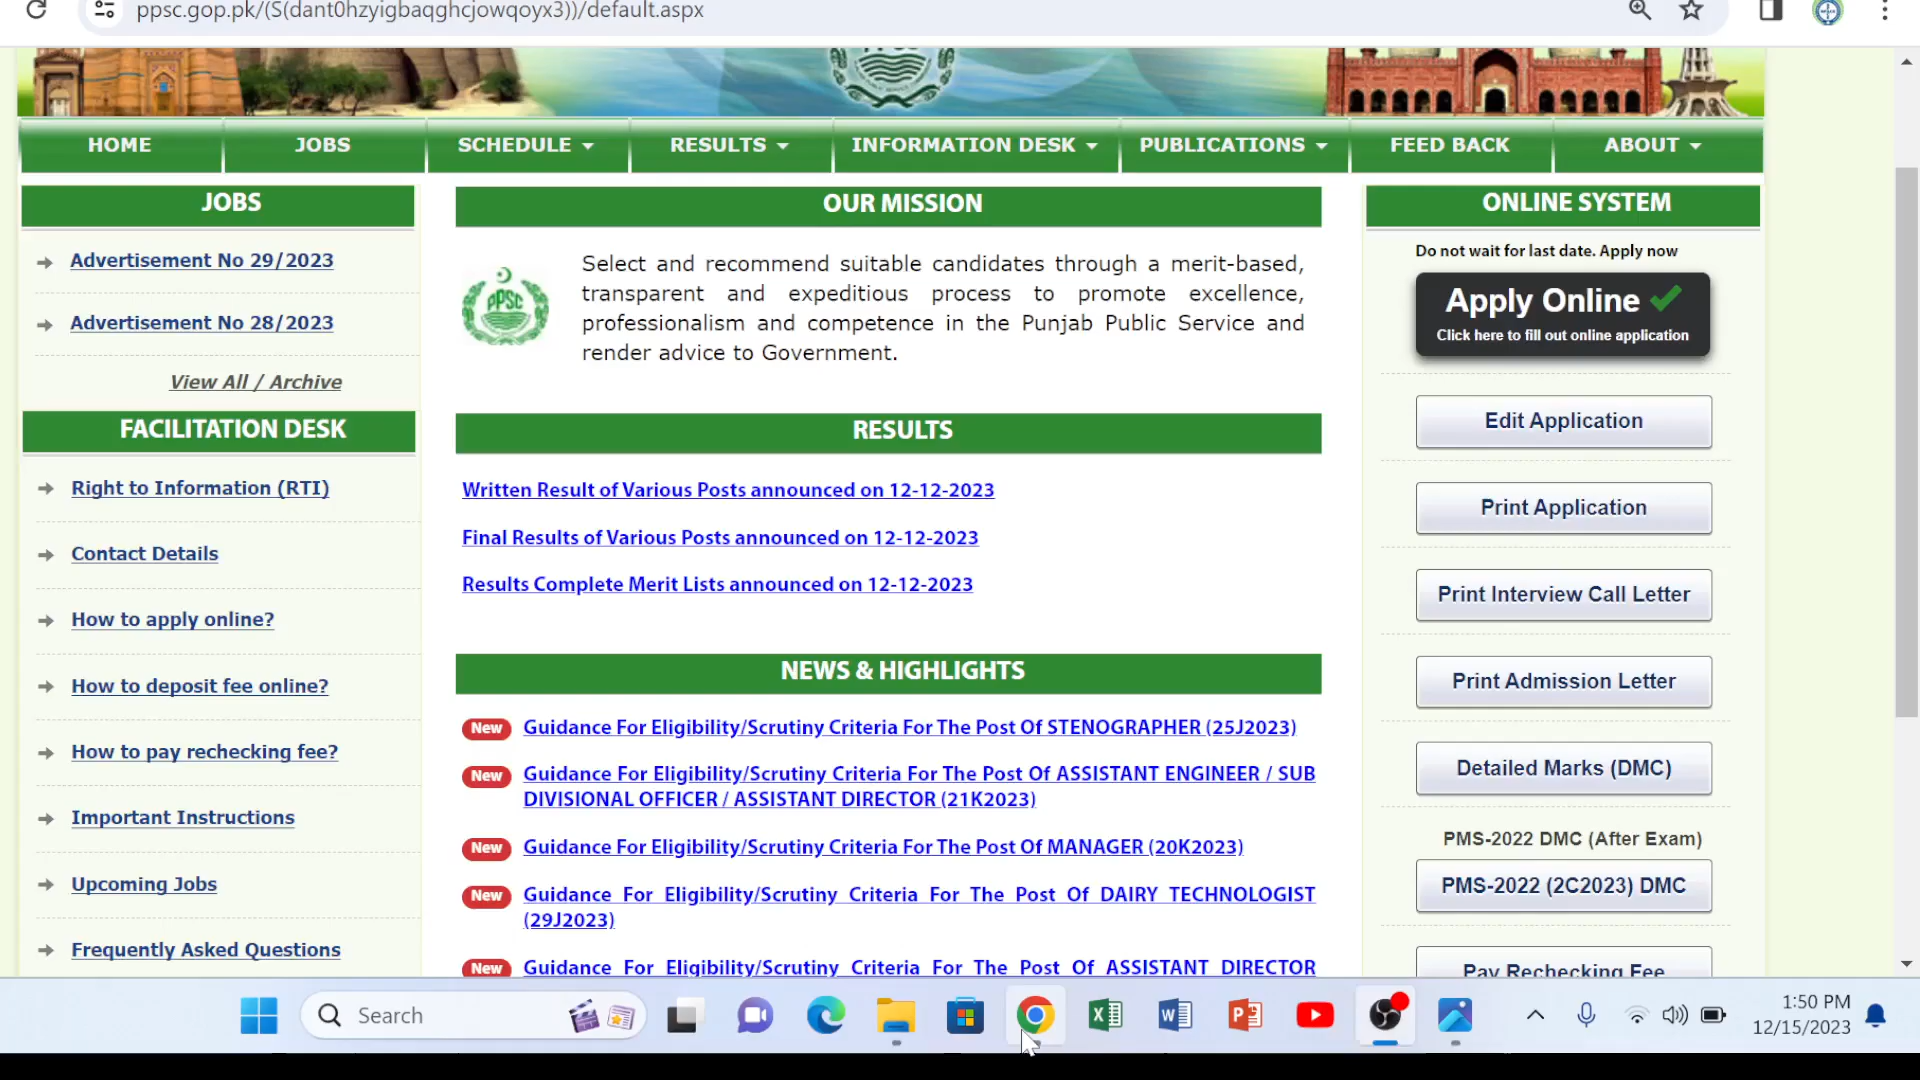 ppsc.gop.pk/(S(dant0hzyigbaqghcjowqoyx3))/default.aspx
HOME
JOBS
SCHEDULE
RESULTS
INFORMATION DESK
PUBLICATIONS
FEED BACK
ABOUT
JOBS
Advertisement No 29/2023
Advertisement No 28/2023
View All / Archive
FACILITATION DESK
Right to Information (RTI)
Contact Details
How to apply online?
How to deposit fee online?
How to pay rechecking fee?
Important Instructions
Upcoming Jobs
Frequently Asked Questions
OUR MISSION
PPSC
Select and recommend suitable candidates through a merit-based,
transparent and expeditious process to promote excellence,
professionalism and competence in the Punjab Public Service and
render advice to Government.
RESULTS
Written Result of Various Posts announced on 12-12-2023
Final Results of Various Posts announced on 12-12-2023
Results Complete Merit Lists announced on 12-12-2023
NEWS & HIGHLIGHTS
New Guidance For Eligibility/Scrutiny Criteria For The Post Of STENOGRAPHER (25J2023)
New Guidance For Eligibility/Scrutiny Criteria For The Post Of ASSISTANT ENGINEER / SUB
DIVISIONAL OFFICER / ASSISTANT DIRECTOR (21K2023)
New Guidance For Eligibility/Scrutiny Criteria For The Post Of MANAGER (20K2023)
New Guidance For Eligibility/Scrutiny Criteria For The Post Of DAIRY TECHNOLOGIST
(29J2023)
New Guidance For Eligibility/Scrutiny Criteria For The Post Of ASSISTANT DIRECTOR
ONLINE SYSTEM
Do not wait for last date. Apply now
Apply Online
Click here to fill out online application
Edit Application
Print Application
Print Interview Call Letter
Print Admission Letter
Detailed Marks (DMC)
PMS-2022 DMC (After Exam)
PMS-2022 (2C2023) DMC
Pay Rechecking Fee
Search
1:50 PM
12/15/2023